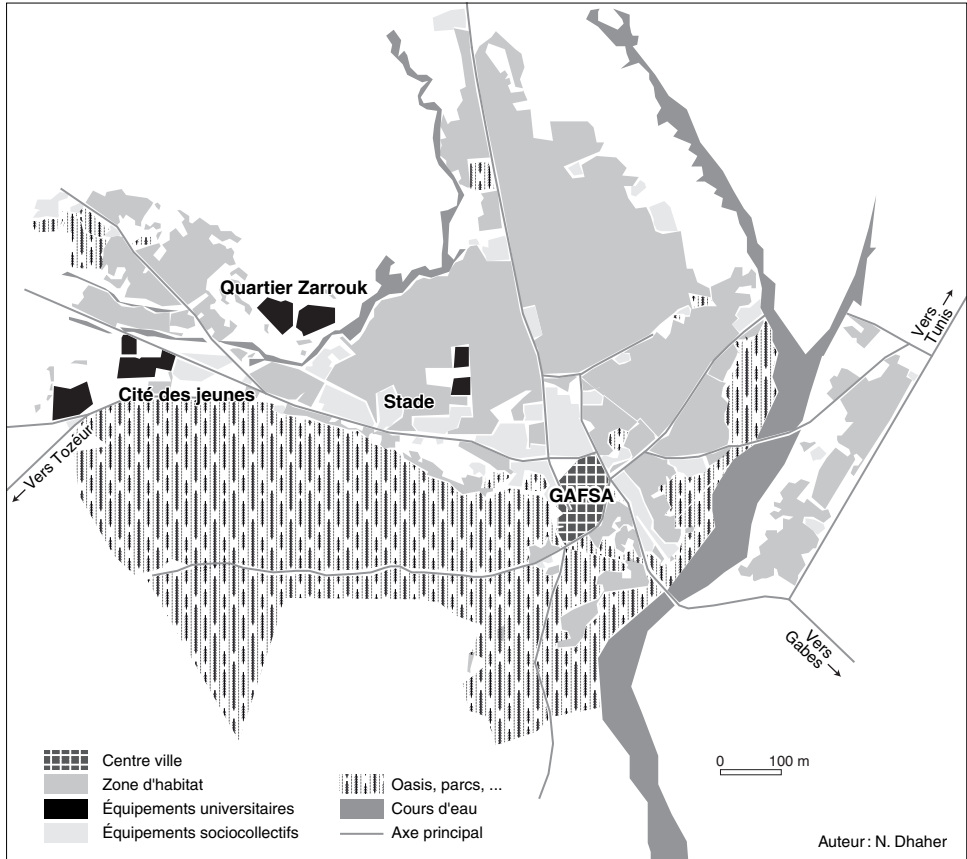 Quartier Zarrouk
Vers
Tunis →
Cité des jeunes
Stade
← Vers Tozeur
GAFSA
Vers
Gabes →
Centre ville
Zone d'habitat
Équipements universitaires
Équipements sociocollectifs
Oasis, parcs, ...
Cours d'eau
Axe principal
0 100 m
Auteur : N. Dhaher